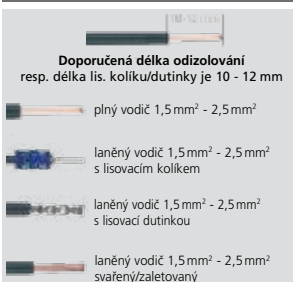 10-12 mm
Doporučená délka odizolování
resp. délka lis. kolíku/dutinky je 10 - 12 mm
plný vodič 1,5 mm² - 2,5 mm²
laněný vodič 1,5 mm² - 2,5 mm²
s lisovacím kolíkem
laněný vodič 1,5 mm² - 2,5 mm²
s lisovací dutinkou
laněný vodič 1,5 mm² - 2,5 mm²
svařený/zaletovaný